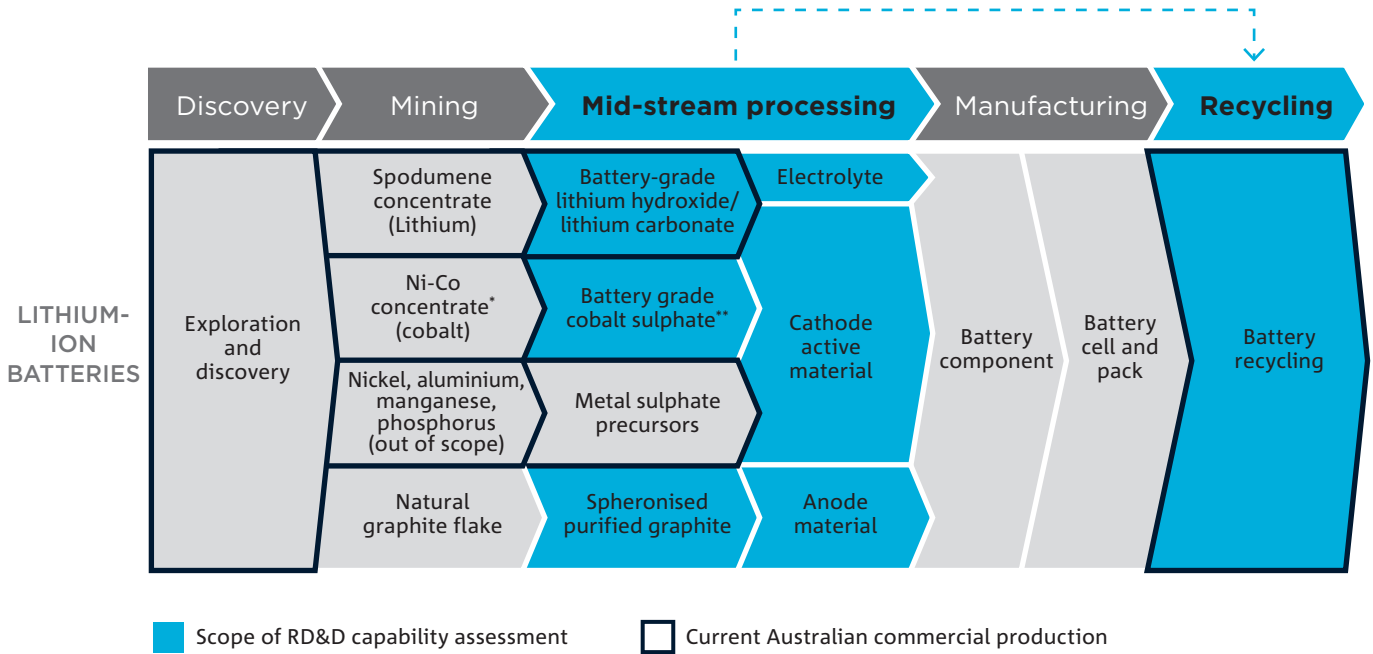 Discovery
Mining
Mid-stream processing
Manufacturing
Recycling
LITHIUM-
ION
BATTERIES
Exploration
and
discovery
Spodumene
concentrate
(Lithium)
Ni-Co
concentrate*
(cobalt)
Nickel, aluminium,
manganese,
phosphorus
(out of scope)
Natural
graphite flake
Battery-grade
lithium hydroxide/
lithium carbonate
Battery grade
cobalt sulphate**
Metal sulphate
precursors
Spheronised
purified graphite
Electrolyte
Cathode
active
material
Anode
material
Battery
component
Battery
cell and
pack
Battery
recycling
Scope of RD&D capability assessment
Current Australian commercial production